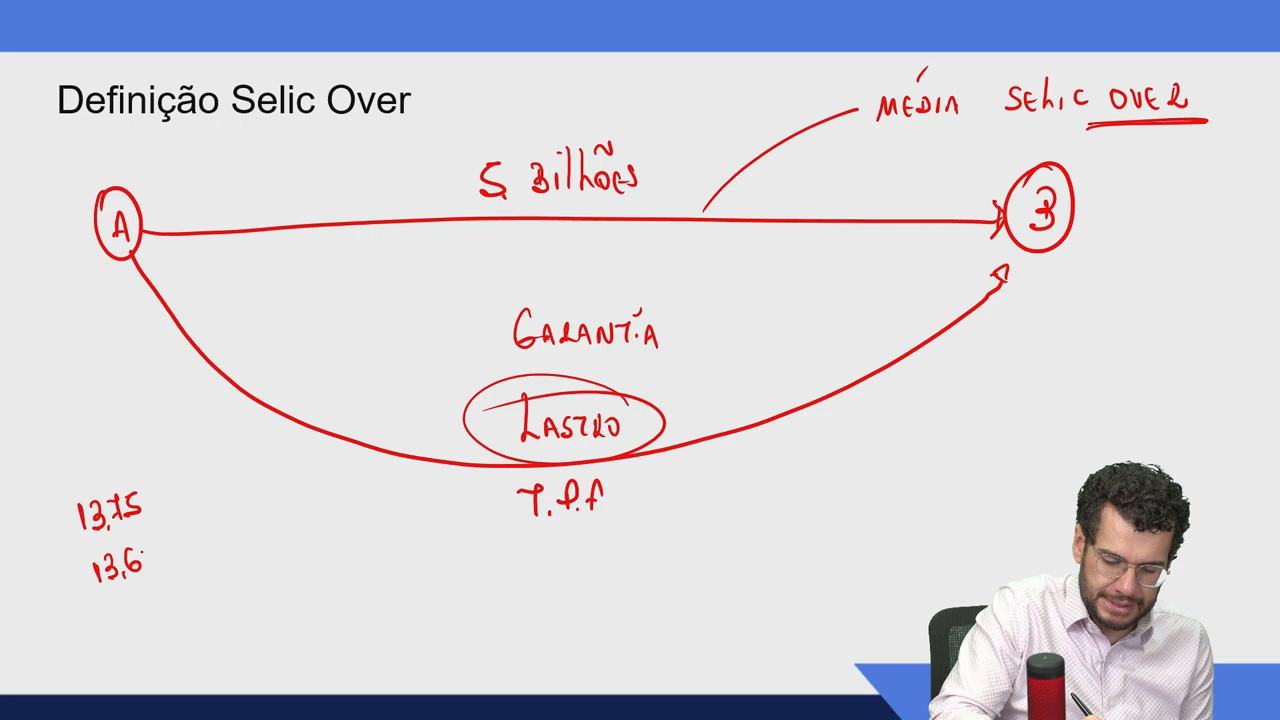 Definição Selic Over
MÉDIA SELIC OVER
5 Bilhões
A
B
GARANTIA
LASTRO
T.P.F
13,75
13,6